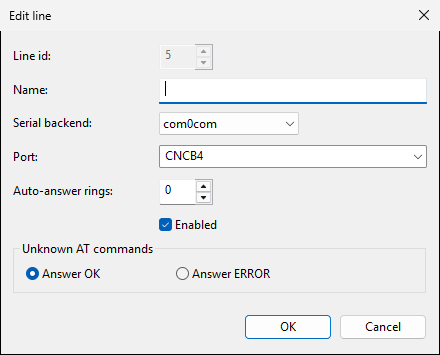 Edit line
Line id: 5
Name:
Serial backend: com0com
Port: CNCB4
Auto-answer rings: 0
Enabled
Unknown AT commands
Answer OK Answer ERROR
OK Cancel